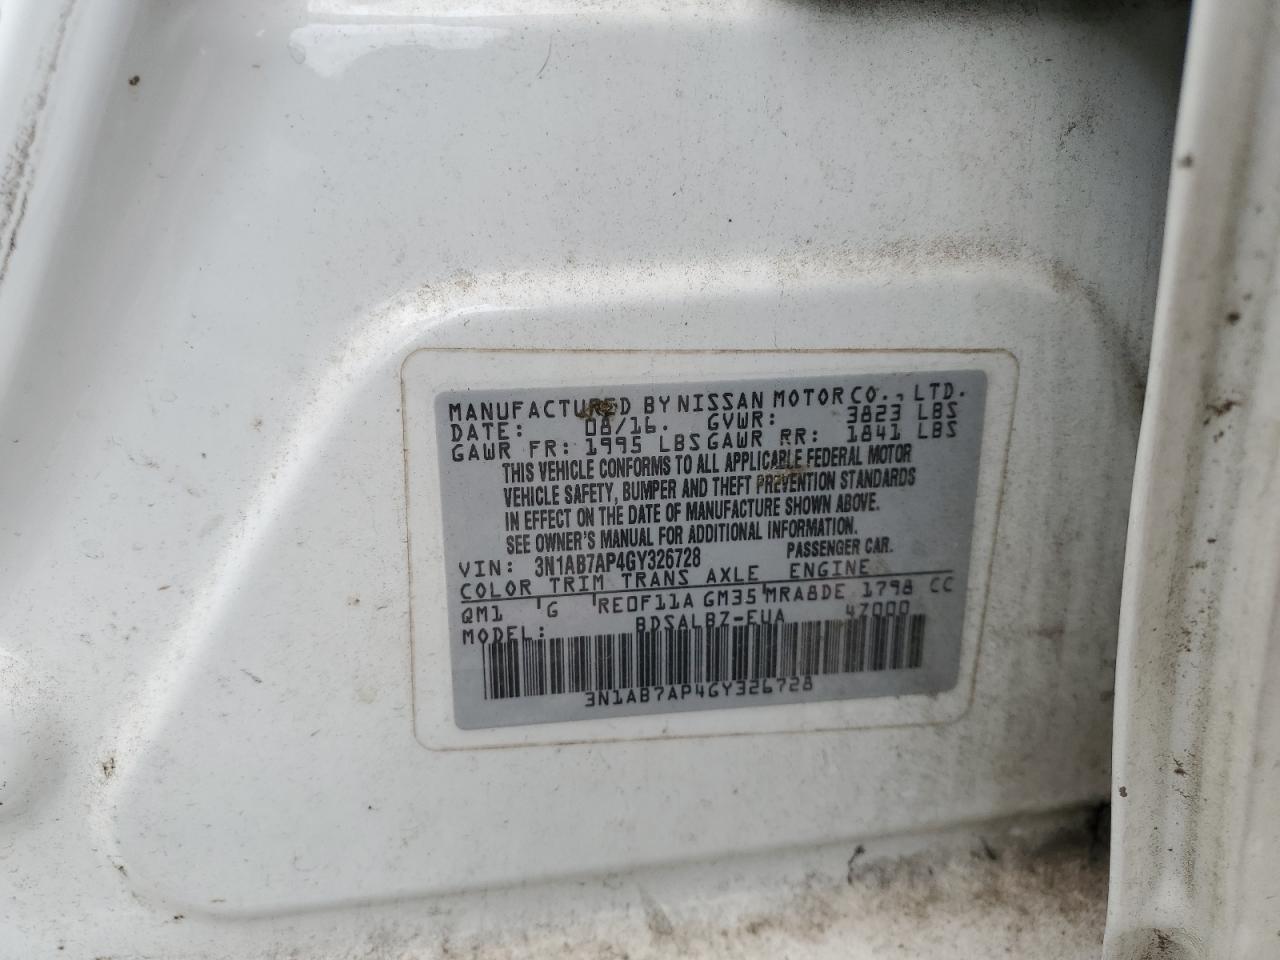 MANUFACTURED BY NISSAN MOTOR CO., LTD.
DATE: 08/16. GVWR: 3823 LBS
GAWR FR: 1995 LBS GAWR RR: 1841 LBS
THIS VEHICLE CONFORMS TO ALL APPLICABLE FEDERAL MOTOR
VEHICLE SAFETY, BUMPER AND THEFT PREVENTION STANDARDS
IN EFFECT ON THE DATE OF MANUFACTURE SHOWN ABOVE.
SEE OWNER'S MANUAL FOR ADDITIONAL INFORMATION.
VIN: 3N1AB7AP4GY326728 PASSENGER CAR.
COLOR TRIM TRANS AXLE ENGINE
QM1 G RE0F11A GM35 MRA8DE 1798 CC
MODEL: BDSALBZ-EUA 47000
3N1AB7AP4GY326728